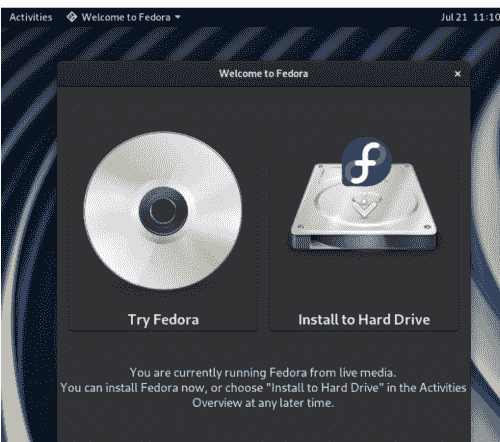 Activities Welcome to Fedora Jul 21 11:10
Welcome to Fedora ×
Try Fedora Install to Hard Drive
You are currently running Fedora from live media.
You can install Fedora now, or choose "Install to Hard Drive" in the Activities
Overview at any later time.